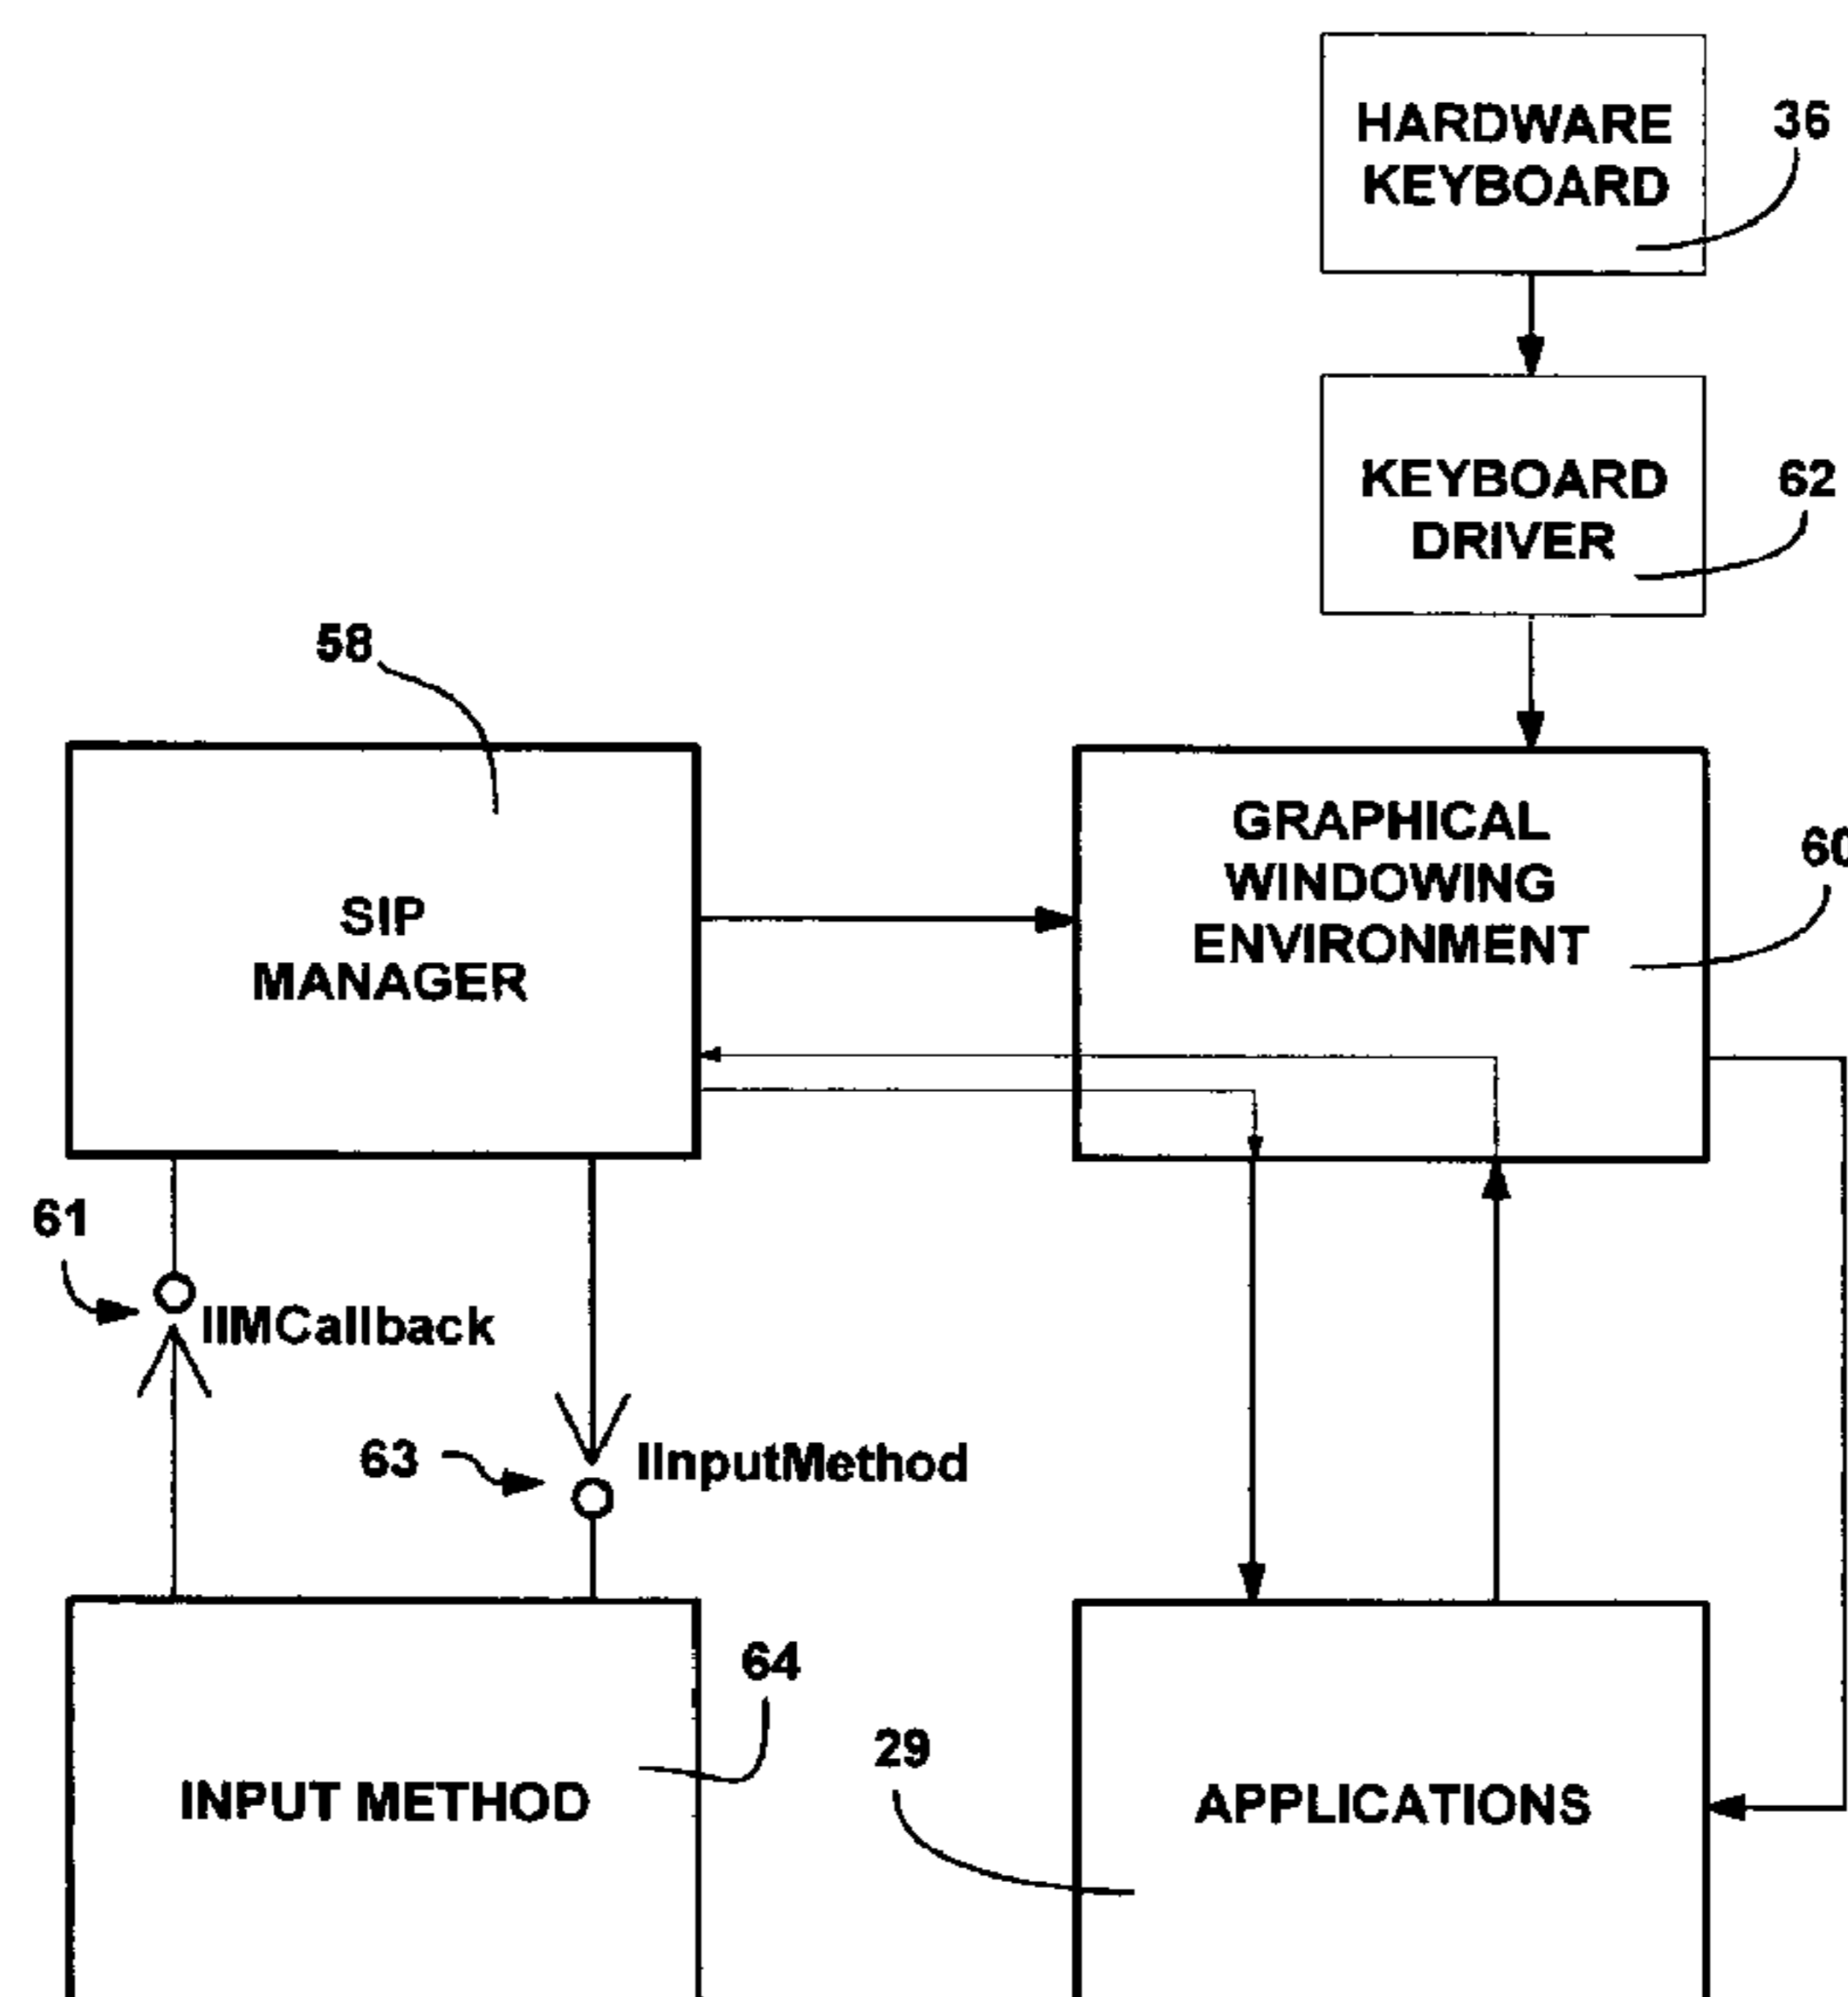 HARDWARE
KEYBOARD
36
KEYBOARD
DRIVER
62
58
SIP
MANAGER
GRAPHICAL
WINDOWING
ENVIRONMENT
60
61
IIMCallback
63
IInputMethod
64
INPUT METHOD
29
APPLICATIONS